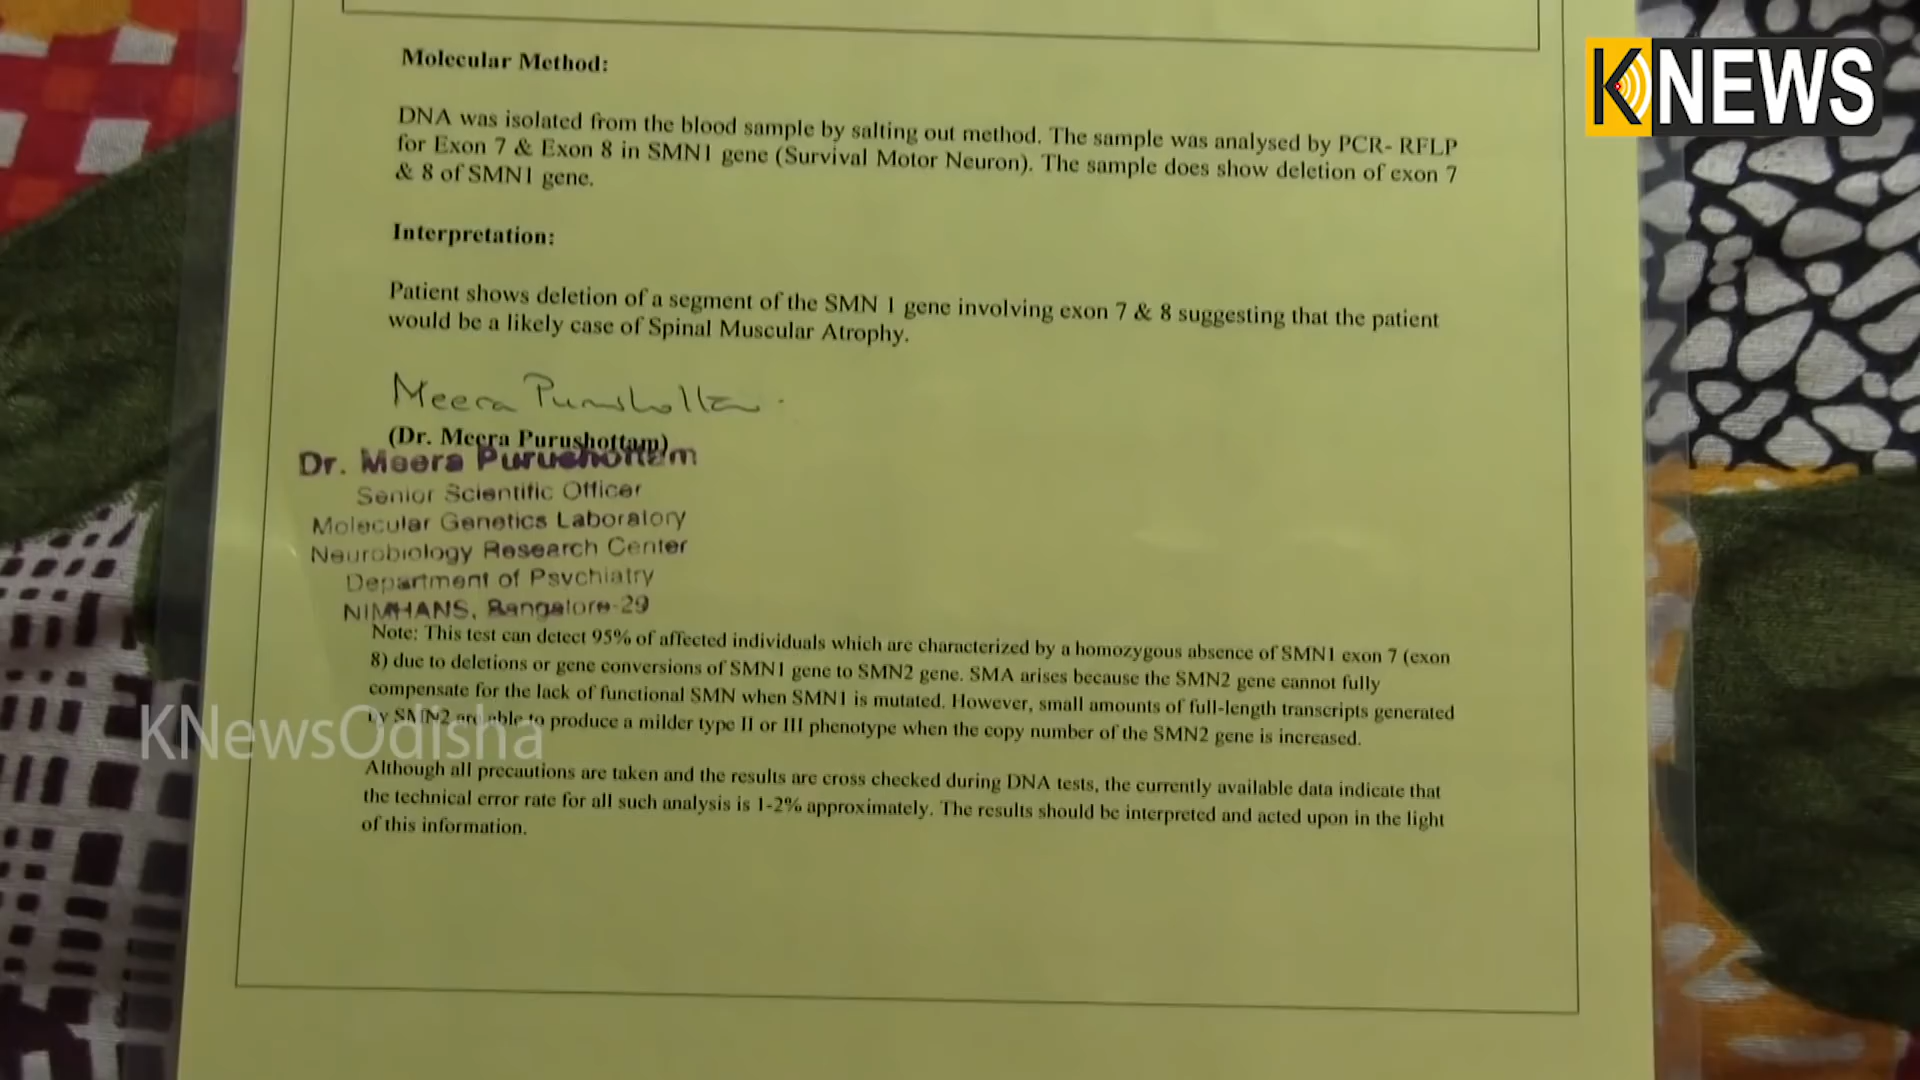 KNEWS
Molecular Method:
DNA was isolated from the blood sample by salting out method. The sample was analysed by PCR- RFLP
for Exon 7 & Exon 8 in SMN1 gene (Survival Motor Neuron). The sample does show deletion of exon 7
& 8 of SMN1 gene.
Interpretation:
Patient shows deletion of a segment of the SMN 1 gene involving exon 7 & 8 suggesting that the patient
would be a likely case of Spinal Muscular Atrophy.
Meera Purushottam
(Dr. Meera Purushottam)
Dr. Meera Purushottam
Senior Scientific Officer
Molecular Genetics Laboratory
Neurobiology Research Center
Department of Psychiatry
NIMHANS, Bangalore-29
Note: This test can detect 95% of affected individuals which are characterized by a homozygous absence of SMN1 exon 7 (exon
8) due to deletions or gene conversions of SMN1 gene to SMN2 gene. SMA arises because the SMN2 gene cannot fully
compensate for the lack of functional SMN when SMN1 is mutated. However, small amounts of full-length transcripts generated
by SMN2 are able to produce a milder type II or III phenotype when the copy number of the SMN2 gene is increased.
KNewsOdisha
Although all precautions are taken and the results are cross checked during DNA tests, the currently available data indicate that
the technical error rate for all such analysis is 1-2% approximately. The results should be interpreted and acted upon in the light
of this information.